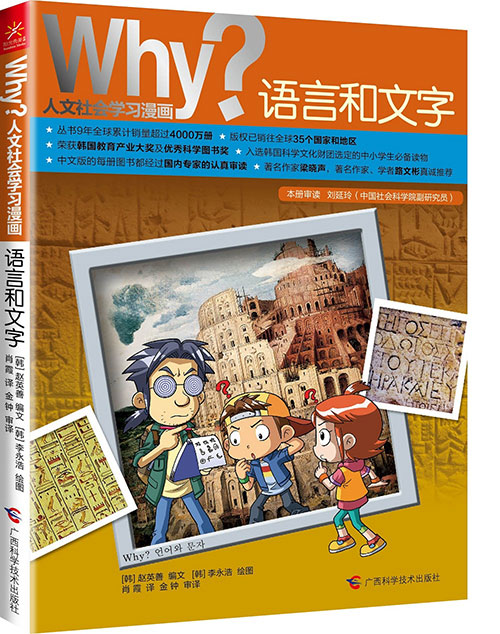 Why?
人文社会学习漫画
语言和文字
★ 丛书9年全球累计销量超过4000万册 ★ 版权已销往全球35个国家和地区
★ 荣获韩国教育产业大奖及优秀科学图书奖 ★ 入选韩国科学文化财团选定的中小学生必备读物
★ 中文版的每册图书都经过国内专家的认真审读 ★ 著名作家梁晓声，著名作家、学者路文彬真诚推荐
本册审读 刘延玲（中国社会科学院副研究员）
Why? 언어와 문자
[韩] 赵英善 编文 [韩] 李永浩 绘图
肖霞 译 金钟 审译
广西科学技术出版社
Why?
人文社会学习漫画
语言和文字
[韩] 赵英善 编文 [韩] 李永浩 绘图
肖霞 译 金钟 审译
广西科学技术出版社